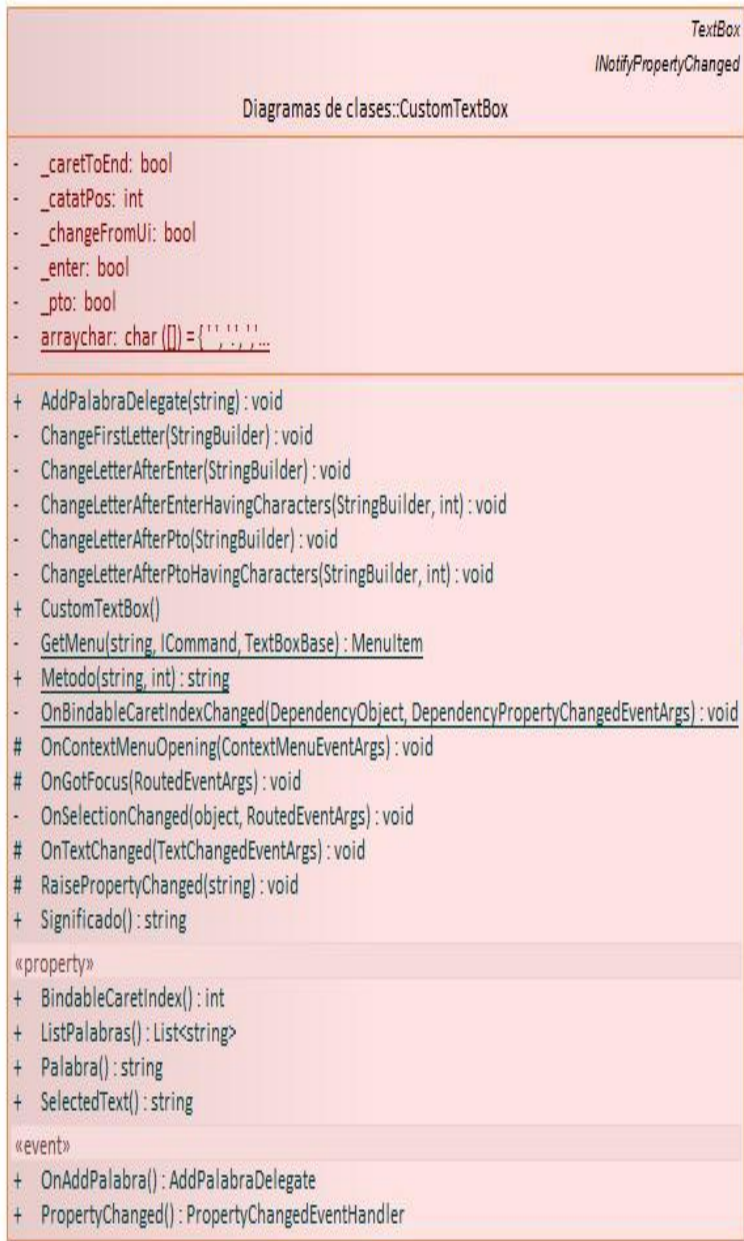 TextBox
INotifyPropertyChanged
Diagramas de clases::CustomTextBox
- _caretToEnd: bool
- _catatPos: int
- _changeFromUi: bool
- _enter: bool
- _pto: bool
- arraychar: char ([]) = {' ', '.', ','...
+ AddPalabraDelegate(string) : void
- ChangeFirstLetter(StringBuilder) : void
- ChangeLetterAfterEnter(StringBuilder) : void
- ChangeLetterAfterEnterHavingCharacters(StringBuilder, int) : void
- ChangeLetterAfterPto(StringBuilder) : void
- ChangeLetterAfterPtoHavingCharacters(StringBuilder, int) : void
+ CustomTextBox()
- GetMenu(string, ICommand, TextBoxBase) : MenuItem
+ Metodo(string, int) : string
- OnBindableCaretIndexChanged(DependencyObject, DependencyPropertyChangedEventArgs) : void
# OnContextMenuOpening(ContextMenuEventArgs) : void
# OnGotFocus(RoutedEventArgs) : void
- OnSelectionChanged(object, RoutedEventArgs) : void
# OnTextChanged(TextChangedEventArgs) : void
# RaisePropertyChanged(string) : void
+ Significado() : string
«property»
+ BindableCaretIndex() : int
+ ListPalabras() : List<string>
+ Palabra() : string
+ SelectedText() : string
«event»
+ OnAddPalabra() : AddPalabraDelegate
+ PropertyChanged() : PropertyChangedEventHandler